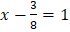 x − 3/8 = 1